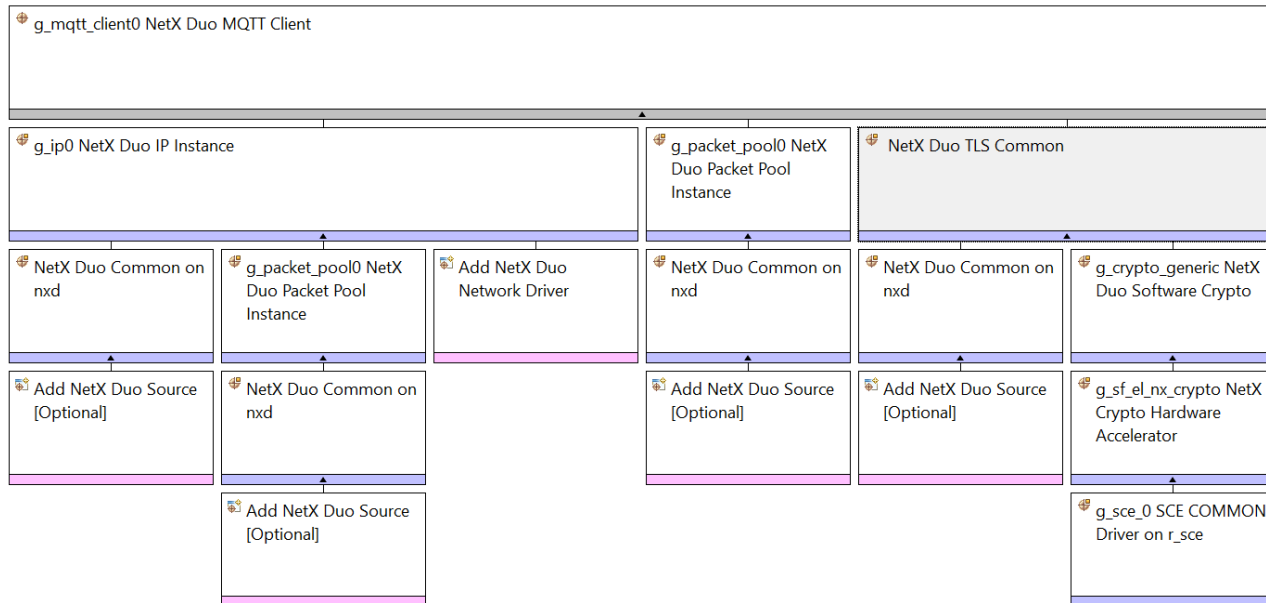 g_mqtt_client0 NetX Duo MQTT Client
g_ip0 NetX Duo IP Instance
g_packet_pool0 NetX
Duo Packet Pool
Instance
NetX Duo TLS Common
NetX Duo Common on
nxd
g_packet_pool0 NetX
Duo Packet Pool
Instance
Add NetX Duo
Network Driver
NetX Duo Common on
nxd
NetX Duo Common on
nxd
g_crypto_generic NetX
Duo Software Crypto
Add NetX Duo Source
[Optional]
NetX Duo Common on
nxd
Add NetX Duo Source
[Optional]
Add NetX Duo Source
[Optional]
g_sf_el_nx_crypto NetX
Crypto Hardware
Accelerator
Add NetX Duo Source
[Optional]
g_sce_0 SCE COMMON
Driver on r_sce